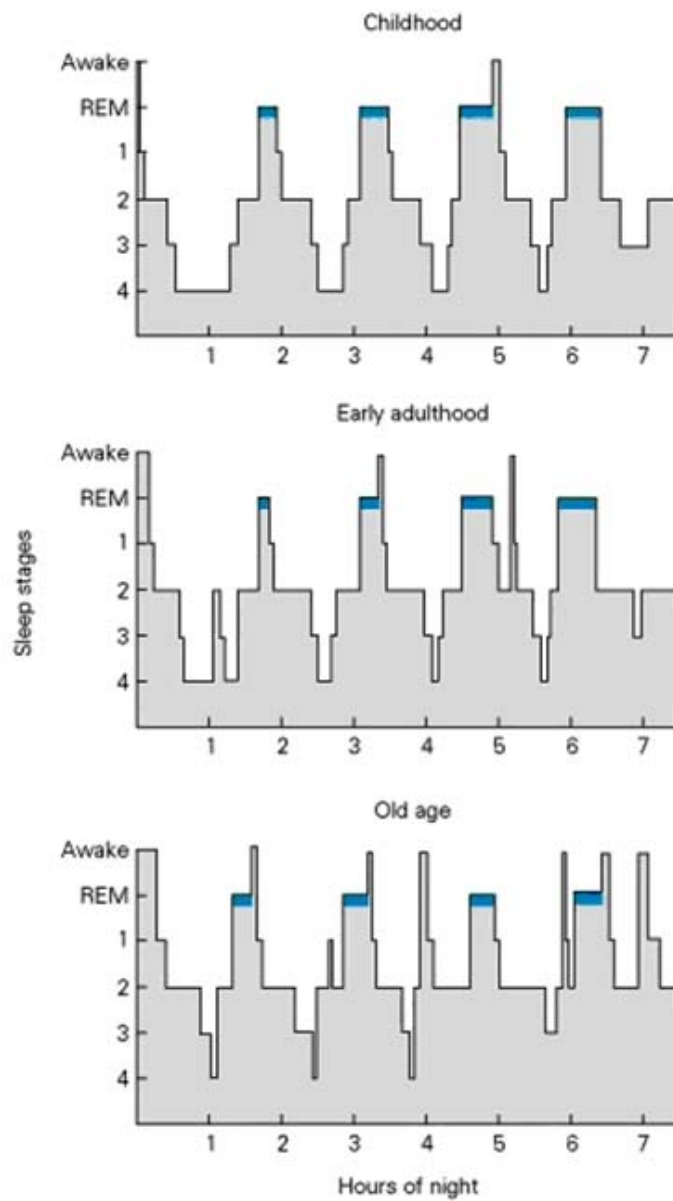 Childhood
Awake
REM
1
2
3
4
1 2 3 4 5 6 7
Early adulthood
Awake
REM
1
2
3
4
1 2 3 4 5 6 7
Sleep stages
Old age
Awake
REM
1
2
3
4
1 2 3 4 5 6 7
Hours of night